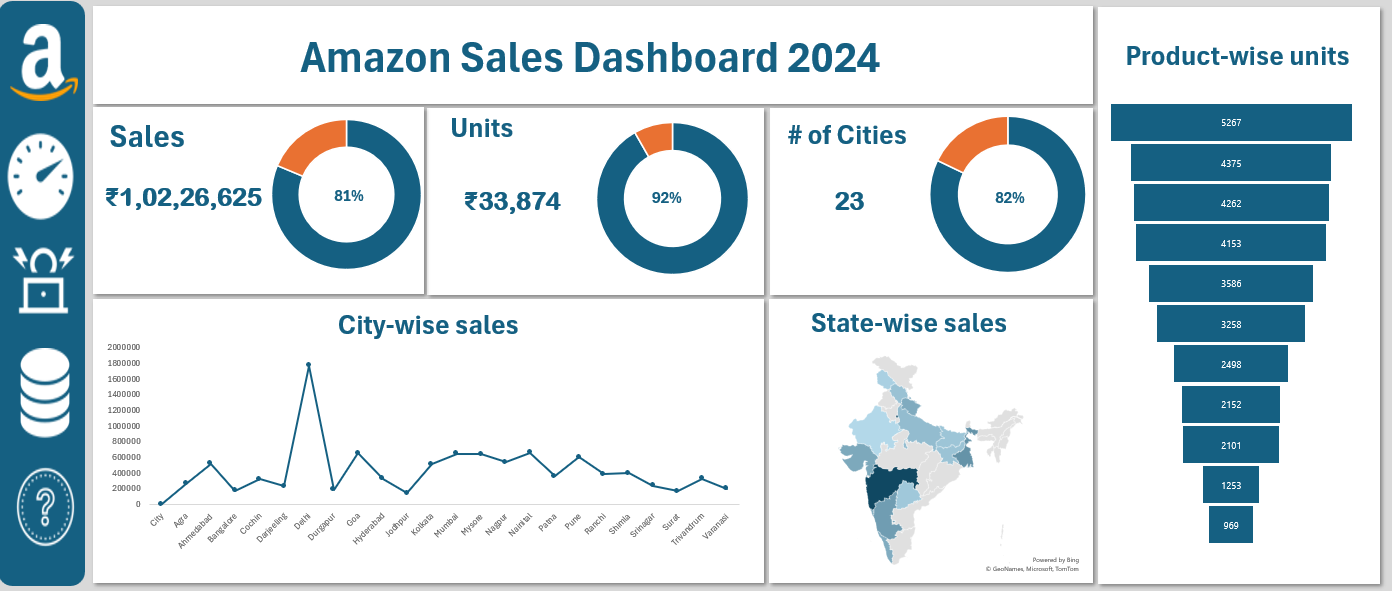 a
Amazon Sales Dashboard 2024
Product-wise units
Sales
₹1,02,26,625
81%
Units
₹33,874
92%
# of Cities
23
82%
5267
4375
4262
4153
3586
3258
2498
2152
2101
1253
969
City-wise sales
2000000
1800000
1600000
1400000
1200000
1000000
800000
600000
400000
200000
0
City
Agra
Ahmedabad
Bangalore
Cochin
Darjeeling
Delhi
Durgapur
Goa
Hyderabad
Jodhpur
Kolkata
Mumbai
Mysore
Nagpur
Nainital
Patna
Pune
Ranchi
Shimla
Srinagar
Surat
Trivandrum
Varanasi
State-wise sales
Powered by Bing
© GeoNames, Microsoft, TomTom
?